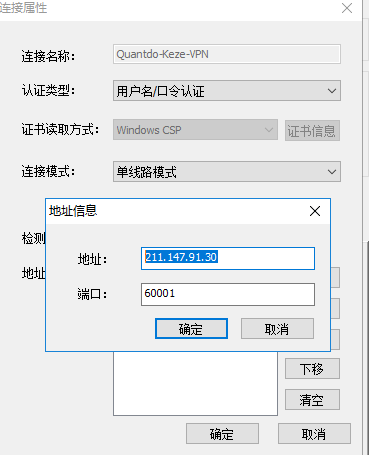 连接属性
连接名称：
Quantdo-Keze-VPN
认证类型：
用户名/口令认证
证书读取方式：
Windows CSP
证书信息
连接模式：
单线路模式
地址信息
检测
地址
地址：
211.147.91.30
端口：
60001
确定
取消
下移
清空
确定
取消